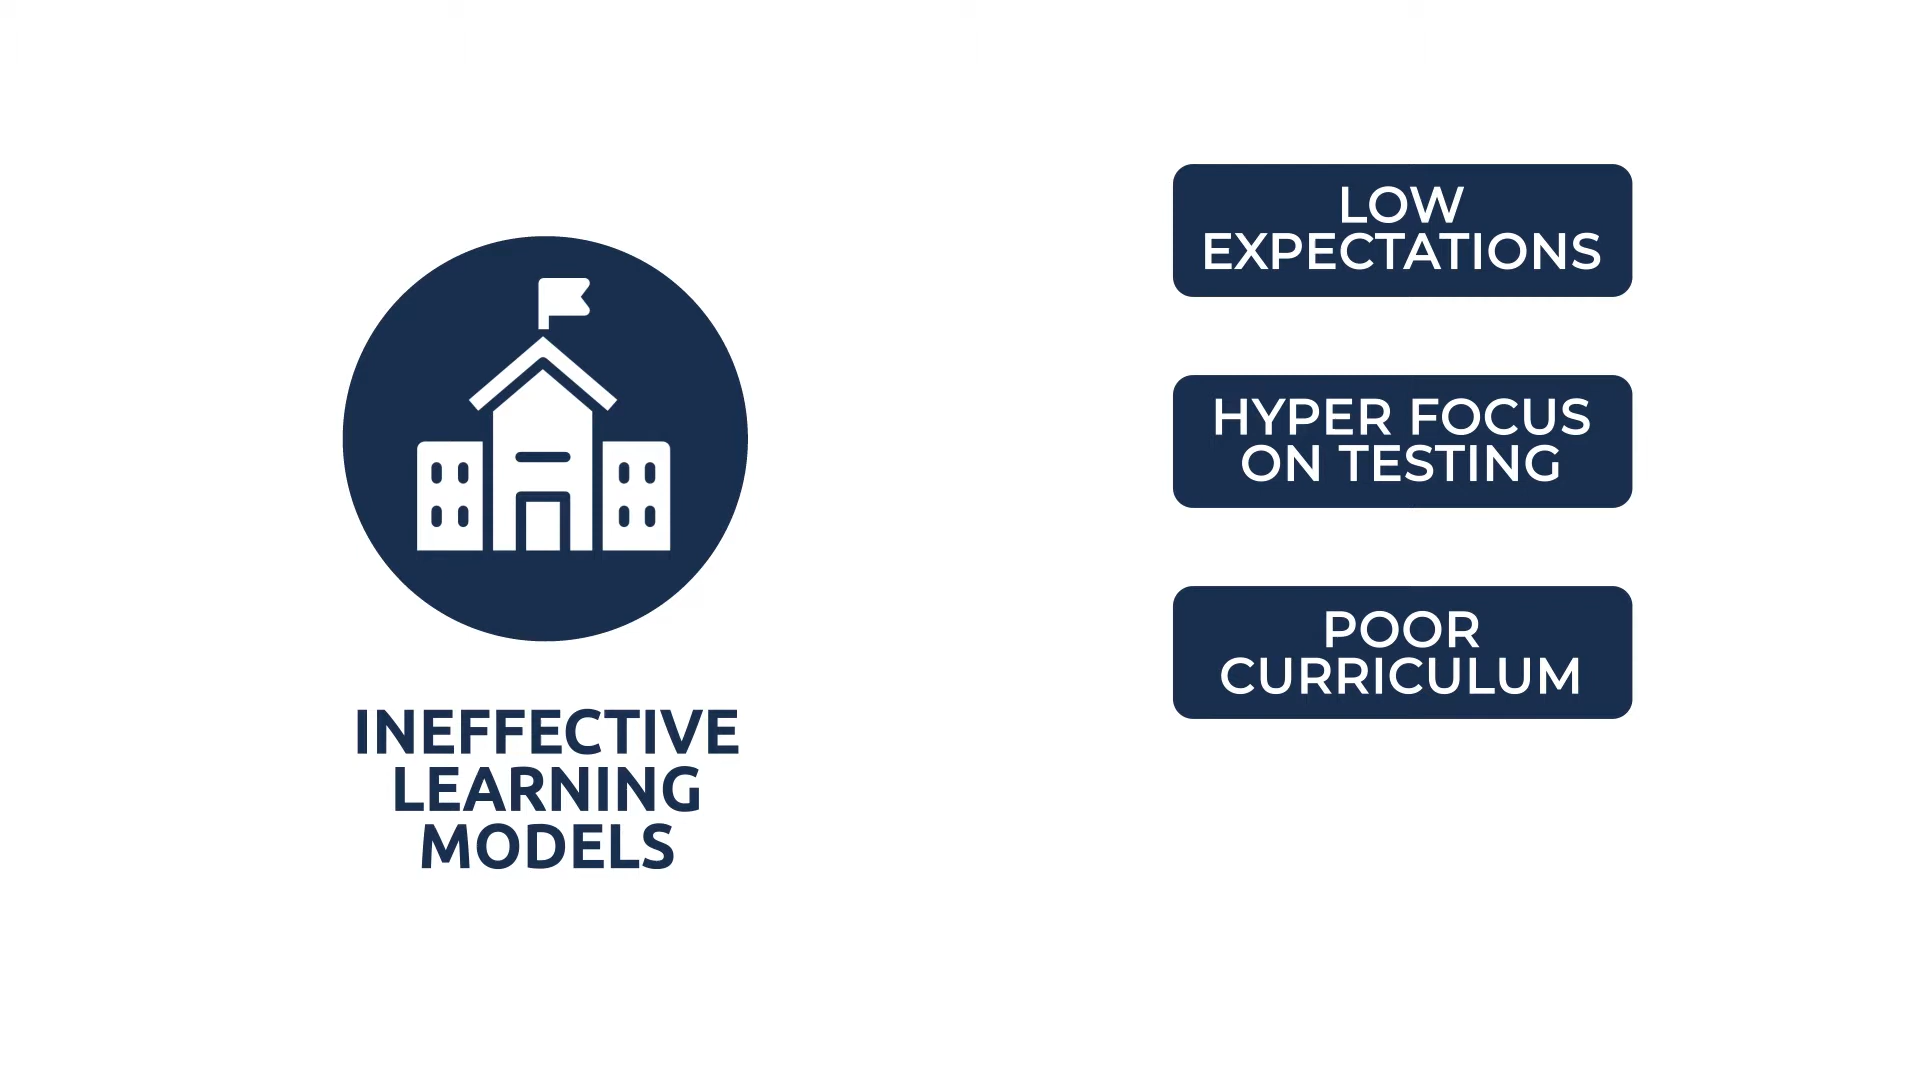 INEFFECTIVE
LEARNING
MODELS
LOW
EXPECTATIONS
HYPER FOCUS
ON TESTING
POOR
CURRICULUM